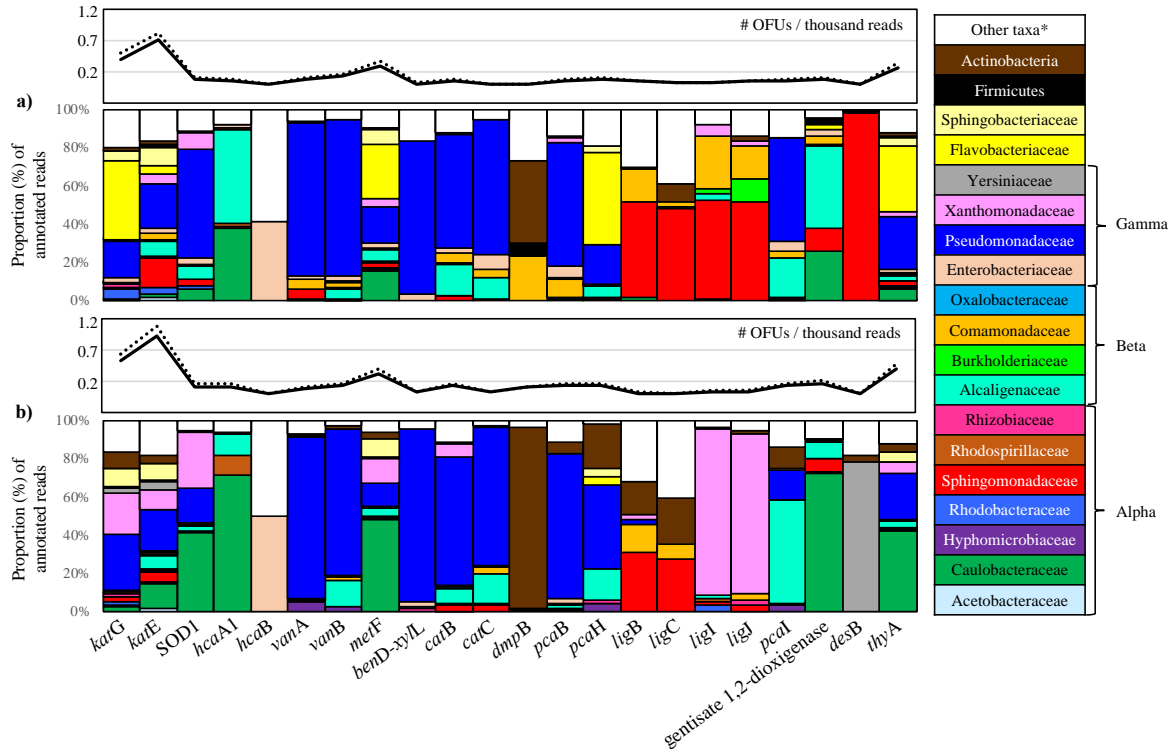 1.2
0.7
0.2
# OFUs / thousand reads
a)
100%
80%
60%
40%
20%
0%
Proportion (%) of
annotated reads
1.2
0.7
0.2
# OFUs / thousand reads
b)
100%
80%
60%
40%
20%
0%
Proportion (%) of
annotated reads
katG
katE
SOD1
hcaA1
hcaB
vanA
vanB
metF
benD-xylL
catB
catC
dmpB
pcaB
pcaH
ligB
ligC
ligI
ligJ
pcaI
gentisate 1,2-dioxigenase
desB
thyA
Other taxa*
Actinobacteria
Firmicutes
Sphingobacteriaceae
Flavobacteriaceae
Yersiniaceae
Xanthomonadaceae
Pseudomonadaceae
Enterobacteriaceae
Gamma
Oxalobacteraceae
Comamonadaceae
Burkholderiaceae
Alcaligenaceae
Beta
Rhizobiaceae
Rhodospirillaceae
Sphingomonadaceae
Rhodobacteraceae
Hyphomicrobiaceae
Caulobacteraceae
Acetobacteraceae
Alpha